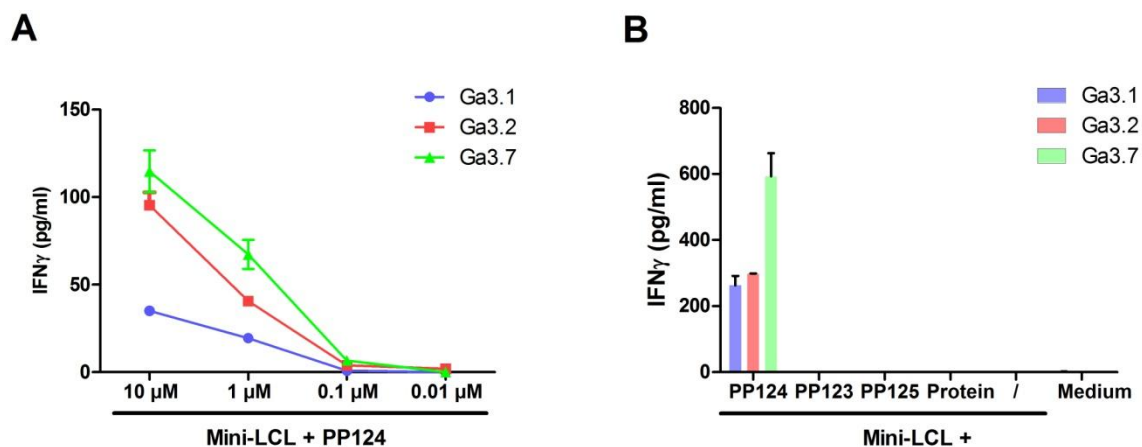 A
IFNγ (pg/ml)
150
100
50
0
Ga3.1
Ga3.2
Ga3.7
10 µM 1 µM 0.1 µM 0.01 µM
Mini-LCL + PP124
B
IFNγ (pg/ml)
800
600
400
200
0
Ga3.1
Ga3.2
Ga3.7
PP124 PP123 PP125 Protein / Medium
Mini-LCL +